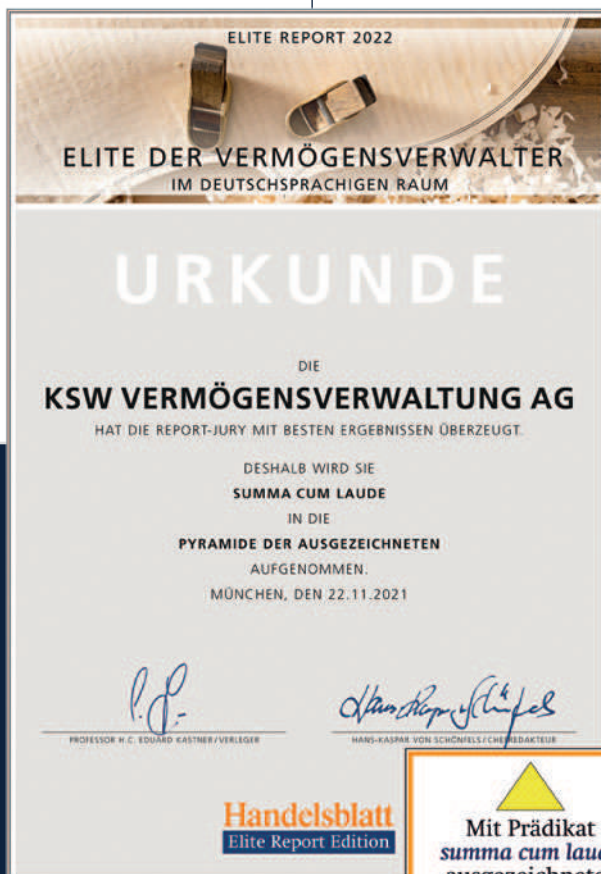 ELITE REPORT 2022
ELITE DER VERMÖGENSVERWALTER
IM DEUTSCHSPRACHIGEN RAUM
URKUNDE
DIE
KSW VERMÖGENSVERWALTUNG AG
HAT DIE REPORT-JURY MIT BESTEN ERGEBNISSEN ÜBERZEUGT.
DESHALB WIRD SIE
SUMMA CUM LAUDE
IN DIE
PYRAMIDE DER AUSGEZEICHNETEN
AUFGENOMMEN.
MÜNCHEN, DEN 22.11.2021
PROFESSOR H.C. EDUARD KASTNER/VERLEGER
HANS-KASPAR VON SCHÖNFELS/CHEFREDAKTEUR
Handelsblatt
Elite Report Edition
Mit Prädikat
summa cum